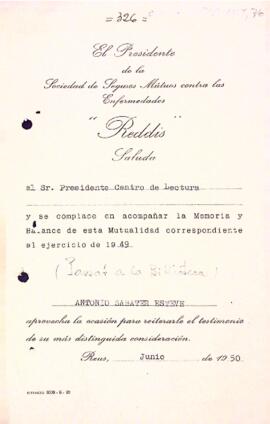 = 326 =
El Presidente
de la
Sociedad de Seguros Mútuos contra las
Enfermedades
"Reddis"
Saluda
al Sr. Presidente Centro de Lectura
y se complace en acompañar la Memoria y
Balance de esta Mutualidad correspondiente
al ejercicio de 1949.
(Passar a la Biblioteca)
ANTONIO SABATER ESTEVE
aprovecha la ocasión para reiterarle el testimonio
de su más distinguida consideración.
Reus, Junio de 1950.